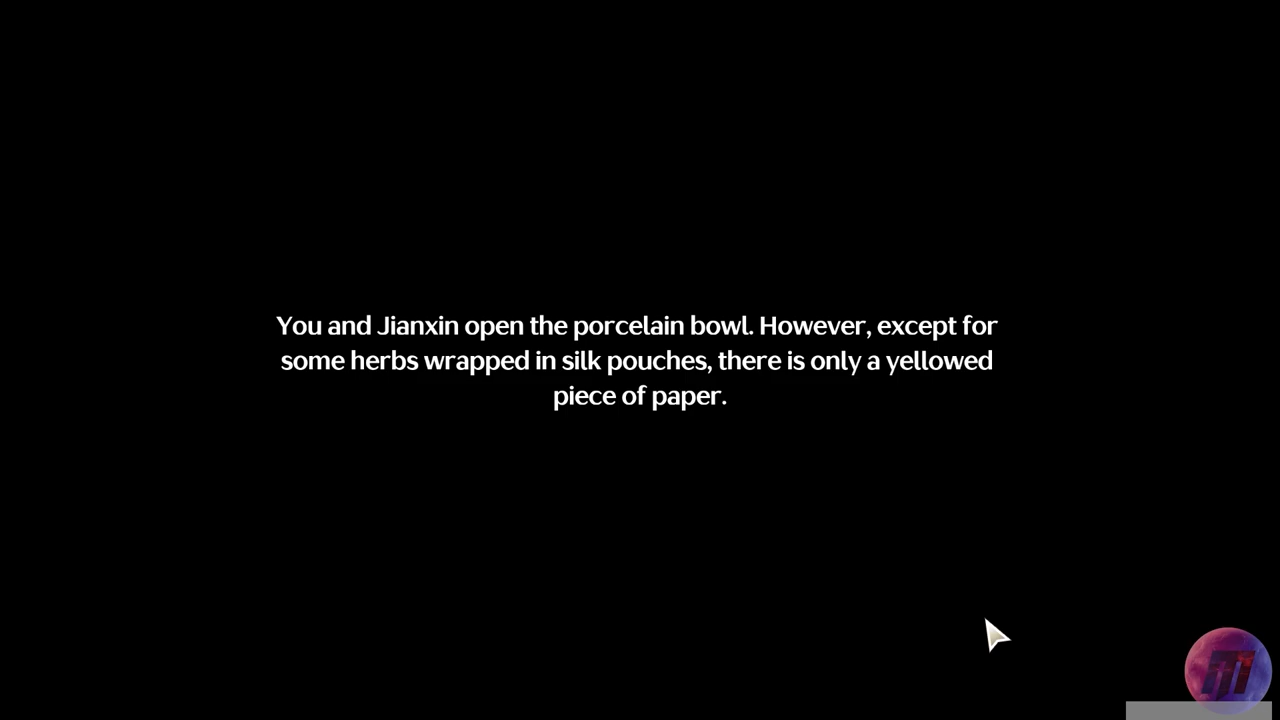 You and Jianxin open the porcelain bowl. However, except for
some herbs wrapped in silk pouches, there is only a yellowed
piece of paper.